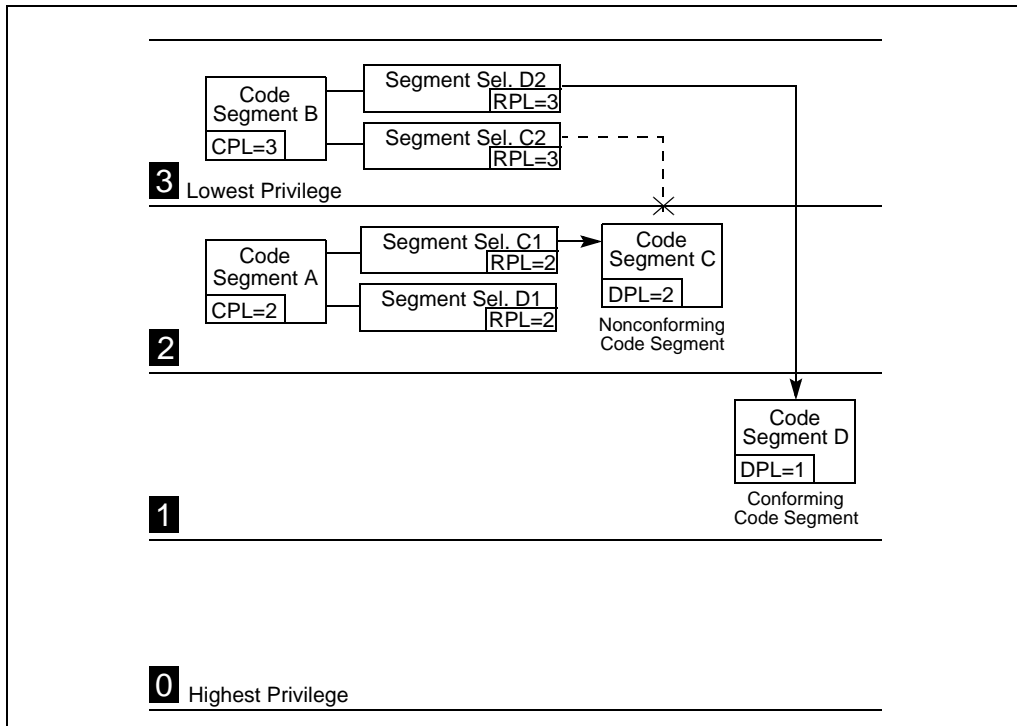 Segment Sel. D2
RPL=3
Code
Segment B
CPL=3
Segment Sel. C2
RPL=3
3 Lowest Privilege
Code
Segment A
CPL=2
Segment Sel. C1
RPL=2
Segment Sel. D1
RPL=2
Code
Segment C
DPL=2
Nonconforming
Code Segment
2
Code
Segment D
DPL=1
Conforming
Code Segment
1
0 Highest Privilege